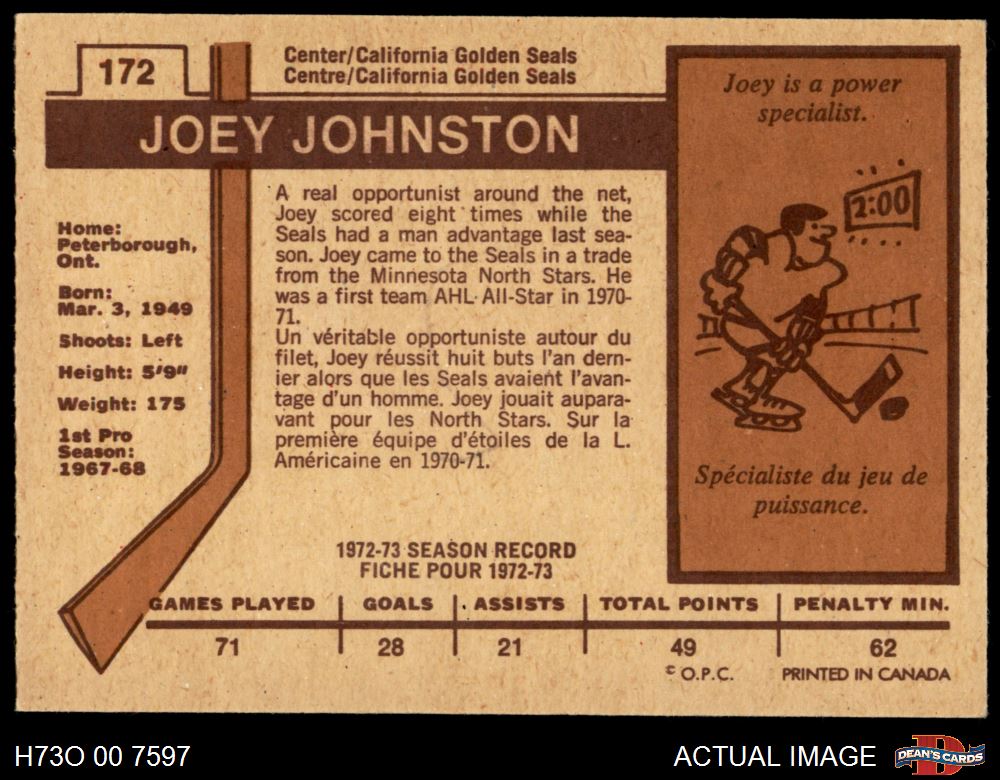 172
Center/California Golden Seals
Centre/California Golden Seals
JOEY JOHNSTON
Home:
Peterborough,
Ont.
Born:
Mar. 3, 1949
Shoots: Left
Height: 5'9"
Weight: 175
1st Pro
Season:
1967-68
A real opportunist around the net,
Joey scored eight times while the
Seals had a man advantage last sea-
son. Joey came to the Seals in a trade
from the Minnesota North Stars. He
was a first team AHL All-Star in 1970-
71.
Un véritable opportuniste autour du
filet, Joey réussit huit buts l'an dern-
ier alors que les Seals avaient l'avan-
tage d'un homme. Joey jouait aupara-
vant pour les North Stars. Sur la
première équipe d'étoiles de la L.
Américaine en 1970-71.
Joey is a power
specialist.
2:00
Spécialiste du jeu de
puissance.
1972-73 SEASON RECORD
FICHE POUR 1972-73
GAMES PLAYED GOALS ASSISTS TOTAL POINTS PENALTY MIN.
71 28 21 49 62
© O.P.C. PRINTED IN CANADA
H73O 00 7597 ACTUAL IMAGE
D
DEAN'S CARDS